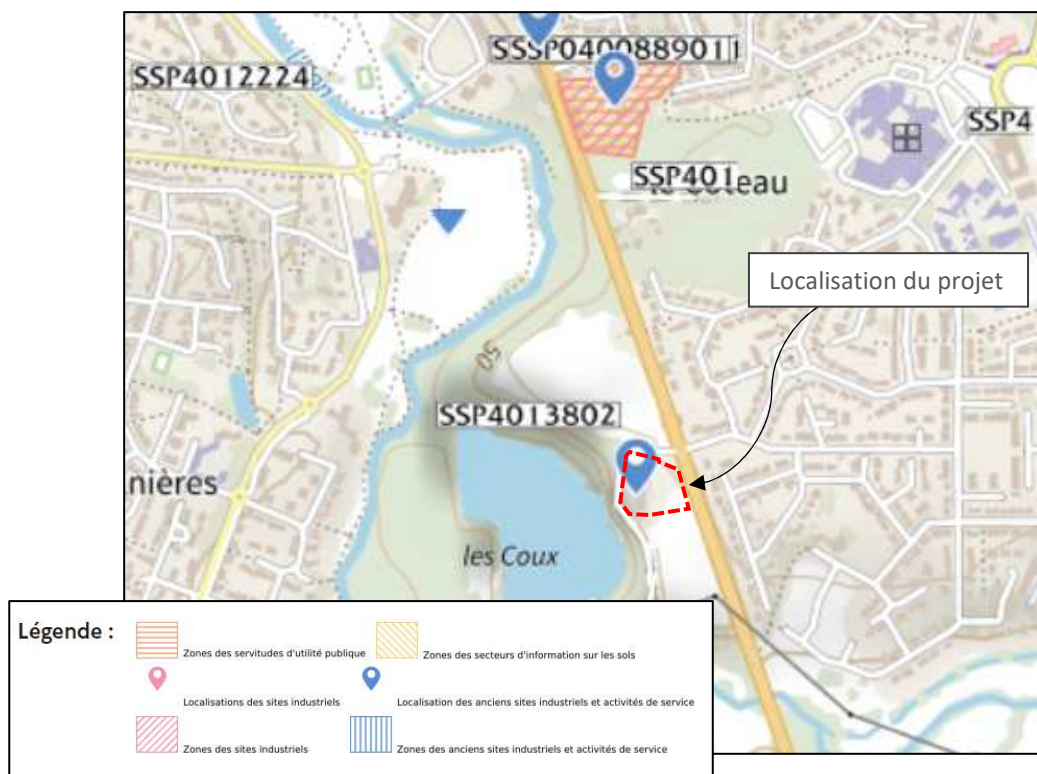 SSSP040088901
SSP4012224
SSP4
SSP401
Coteau
Localisation du projet
50
SSP4013802
nières
les Coux
Légende :
Zones des servitudes d'utilité publique
Zones des secteurs d'information sur les sols
Localisations des sites industriels
Localisation des anciens sites industriels et activités de service
Zones des sites industriels
Zones des anciens sites industriels et activités de service